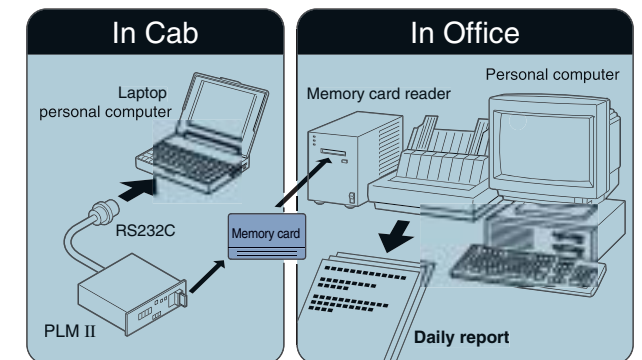 In Cab
Laptop
personal computer
RS232C
Memory card
PLM II
In Office
Personal computer
Memory card reader
Daily report